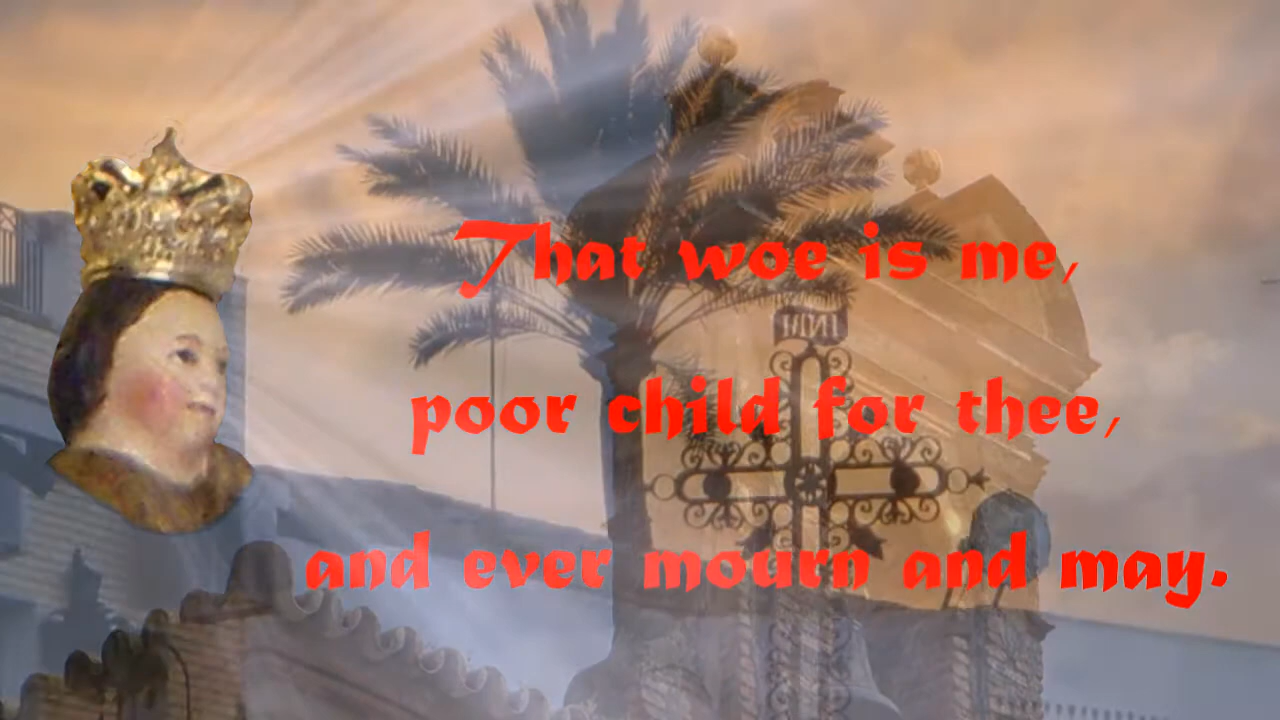 That woe is me,
poor child for thee,
and ever mourn and may.